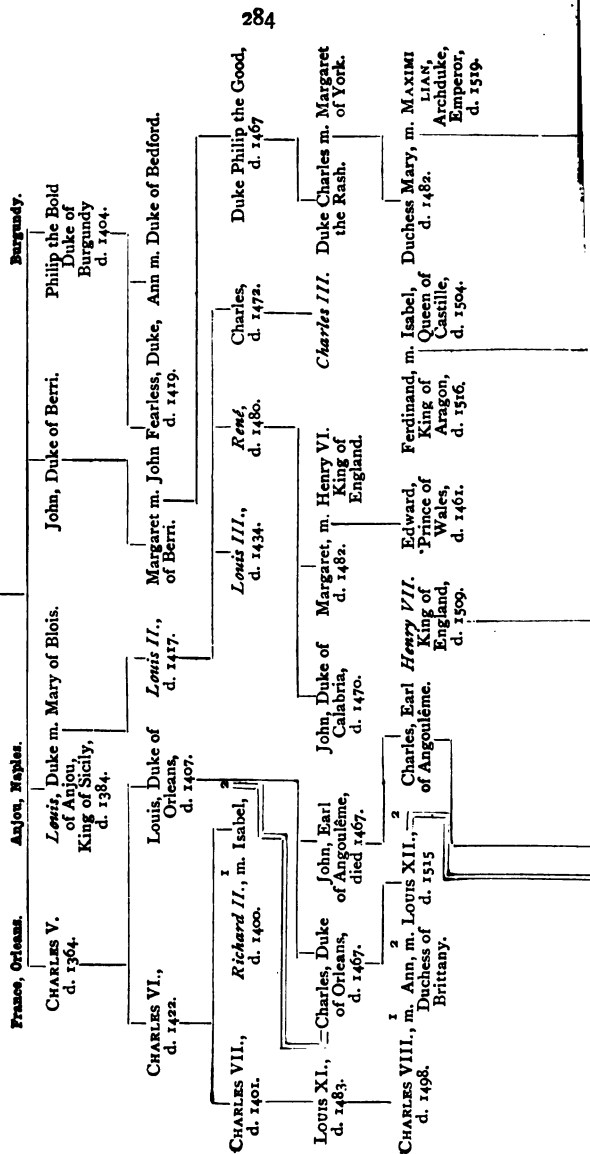 284
France, Orleans.
Anjou, Naples.
Burgundy.
CHARLES V.
d. 1364.
Louis, Duke m. Mary of Blois.
of Anjou,
King of Sicily,
d. 1384.
John, Duke of Berri.
Philip the Bold
Duke of
Burgundy
d. 1404.
CHARLES VI.,
d. 1422.
Louis, Duke of
Orleans,
d. 1407.
Louis II.,
d. 1417.
Margaret m. John Fearless, Duke,
of Berri. d. 1419.
Ann m. Duke of Bedford.
CHARLES VII.,
d. 1401.
1 2
Richard II., m. Isabel,
d. 1400.
Louis III.,
d. 1434.
René,
d. 1480.
Charles,
d. 1472.
Duke Philip the Good,
d. 1467
LOUIS XI.,
d. 1483.
Charles, Duke
of Orleans,
d. 1467.
John, Earl
of Angoulême,
died 1467.
John, Duke of
Calabria,
d. 1470.
Margaret, m. Henry VI.
d. 1482. King of
England.
Charles III.
Duke Charles m. Margaret
the Rash. of York.
1 2 2
CHARLES VIII., m. Ann, m. LOUIS XII.,
d. 1498. Duchess of d. 1515
Brittany.
Charles, Earl
of Angoulême.
Henry VII.
King of
England,
d. 1509.
Edward,
Prince of
Wales,
d. 1461.
Ferdinand, m. Isabel,
King of Queen of
Aragon, Castille,
d. 1516. d. 1504.
Duchess Mary, m. MAXIMI
d. 1482. LIAN,
Archduke,
Emperor,
d. 1519.